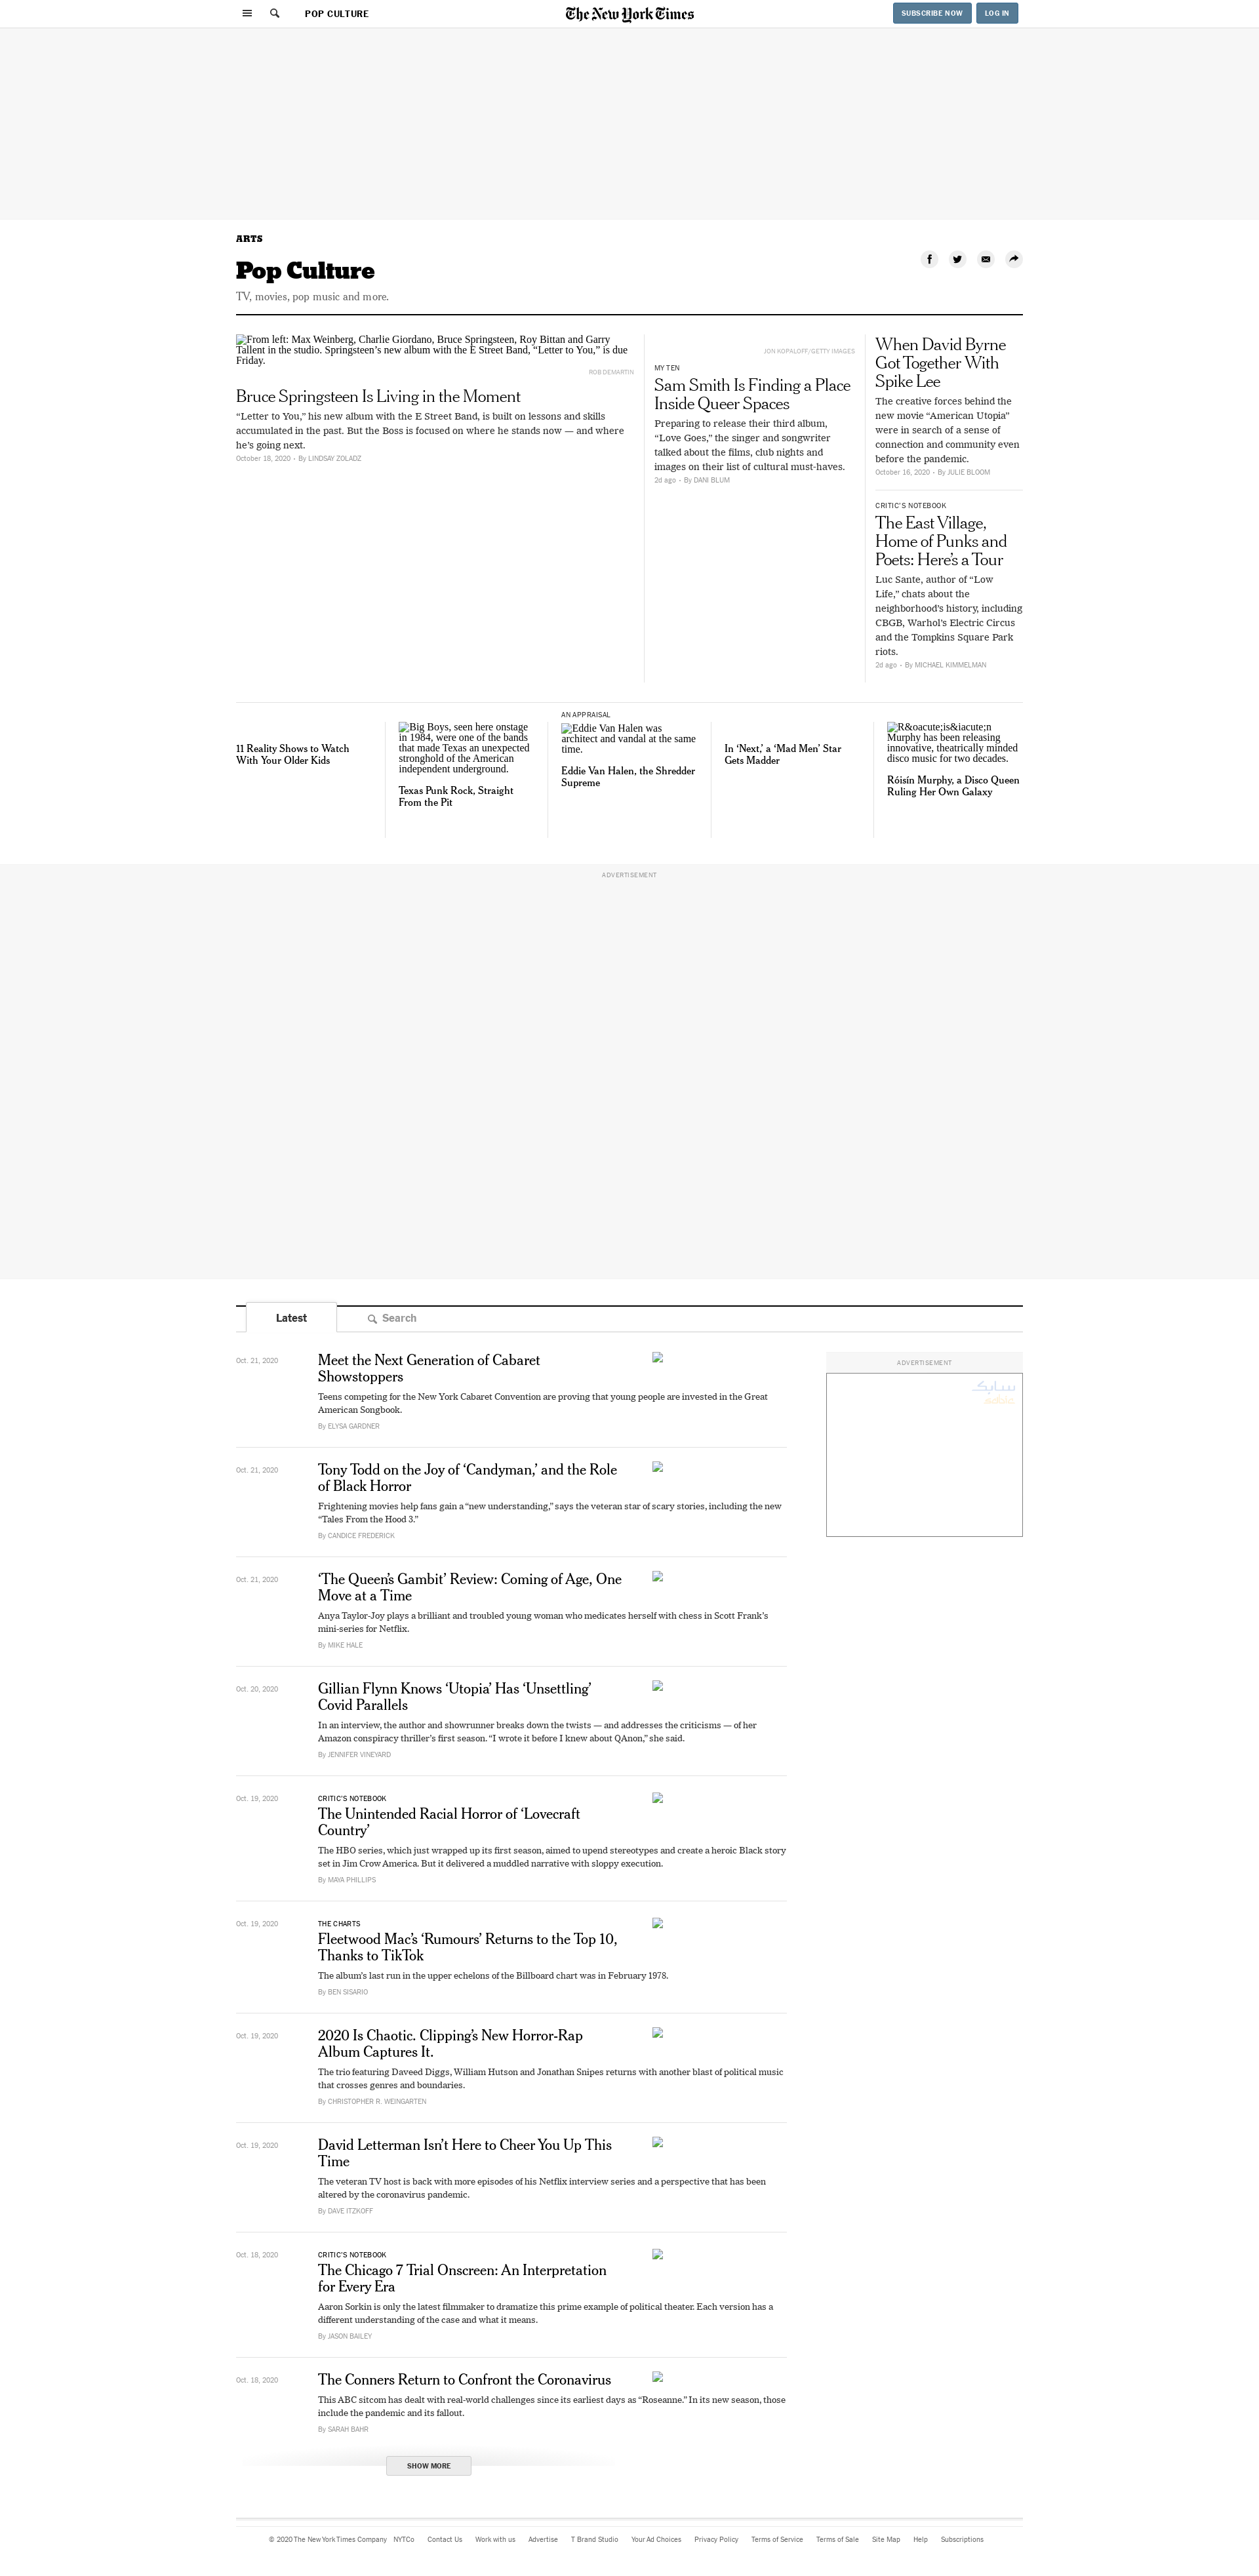 POP CULTURE
The New York Times
SUBSCRIBE NOW
LOG IN
ARTS
Pop Culture
TV, movies, pop music and more.
From left: Max Weinberg, Charlie Giordano, Bruce Springsteen, Roy Bittan and Garry
Tallent in the studio. Springsteen’s new album with the E Street Band, “Letter to You,” is due
Friday.
ROB DEMARTIN
Bruce Springsteen Is Living in the Moment
“Letter to You,” his new album with the E Street Band, is built on lessons and skills
accumulated in the past. But the Boss is focused on where he stands now — and where
he’s going next.
October 18, 2020 • By LINDSAY ZOLADZ
JON KOPALOFF/GETTY IMAGES
MY TEN
Sam Smith Is Finding a Place
Inside Queer Spaces
Preparing to release their third album,
“Love Goes,” the singer and songwriter
talked about the films, club nights and
images on their list of cultural must-haves.
2d ago • By DANI BLUM
When David Byrne
Got Together With
Spike Lee
The creative forces behind the
new movie “American Utopia”
were in search of a sense of
connection and community even
before the pandemic.
October 16, 2020 • By JULIE BLOOM
CRITIC’S NOTEBOOK
The East Village,
Home of Punks and
Poets: Here’s a Tour
Luc Sante, author of “Low
Life,” chats about the
neighborhood’s history, including
CBGB, Warhol’s Electric Circus
and the Tompkins Square Park
riots.
2d ago • By MICHAEL KIMMELMAN
11 Reality Shows to Watch
With Your Older Kids
Big Boys, seen here onstage
in 1984, were one of the bands
that made Texas an unexpected
stronghold of the American
independent underground.
Texas Punk Rock, Straight
From the Pit
AN APPRAISAL
Eddie Van Halen was
architect and vandal at the same
time.
Eddie Van Halen, the Shredder
Supreme
In ‘Next,’ a ‘Mad Men’ Star
Gets Madder
R&oacute;is&iacute;n
Murphy has been releasing
innovative, theatrically minded
disco music for two decades.
Róisín Murphy, a Disco Queen
Ruling Her Own Galaxy
ADVERTISEMENT
Latest
Search
Oct. 21, 2020
Meet the Next Generation of Cabaret
Showstoppers
Teens competing for the New York Cabaret Convention are proving that young people are invested in the Great
American Songbook.
By ELYSA GARDNER
ADVERTISEMENT
سابك
Oct. 21, 2020
Tony Todd on the Joy of ‘Candyman,’ and the Role
of Black Horror
Frightening movies help fans gain a “new understanding,” says the veteran star of scary stories, including the new
“Tales From the Hood 3.”
By CANDICE FREDERICK
Oct. 21, 2020
‘The Queen’s Gambit’ Review: Coming of Age, One
Move at a Time
Anya Taylor-Joy plays a brilliant and troubled young woman who medicates herself with chess in Scott Frank’s
mini-series for Netflix.
By MIKE HALE
Oct. 20, 2020
Gillian Flynn Knows ‘Utopia’ Has ‘Unsettling’
Covid Parallels
In an interview, the author and showrunner breaks down the twists — and addresses the criticisms — of her
Amazon conspiracy thriller’s first season. “I wrote it before I knew about QAnon,” she said.
By JENNIFER VINEYARD
Oct. 19, 2020
CRITIC’S NOTEBOOK
The Unintended Racial Horror of ‘Lovecraft
Country’
The HBO series, which just wrapped up its first season, aimed to upend stereotypes and create a heroic Black story
set in Jim Crow America. But it delivered a muddled narrative with sloppy execution.
By MAYA PHILLIPS
Oct. 19, 2020
THE CHARTS
Fleetwood Mac’s ‘Rumours’ Returns to the Top 10,
Thanks to TikTok
The album’s last run in the upper echelons of the Billboard chart was in February 1978.
By BEN SISARIO
Oct. 19, 2020
2020 Is Chaotic. Clipping’s New Horror-Rap
Album Captures It.
The trio featuring Daveed Diggs, William Hutson and Jonathan Snipes returns with another blast of political music
that crosses genres and boundaries.
By CHRISTOPHER R. WEINGARTEN
Oct. 19, 2020
David Letterman Isn’t Here to Cheer You Up This
Time
The veteran TV host is back with more episodes of his Netflix interview series and a perspective that has been
altered by the coronavirus pandemic.
By DAVE ITZKOFF
Oct. 18, 2020
CRITIC’S NOTEBOOK
The Chicago 7 Trial Onscreen: An Interpretation
for Every Era
Aaron Sorkin is only the latest filmmaker to dramatize this prime example of political theater. Each version has a
different understanding of the case and what it means.
By JASON BAILEY
Oct. 18, 2020
The Conners Return to Confront the Coronavirus
This ABC sitcom has dealt with real-world challenges since its earliest days as “Roseanne.” In its new season, those
include the pandemic and its fallout.
By SARAH BAHR
SHOW MORE
© 2020 The New York Times Company NYTCo Contact Us Work with us Advertise T Brand Studio Your Ad Choices Privacy Policy Terms of Service Terms of Sale Site Map Help Subscriptions